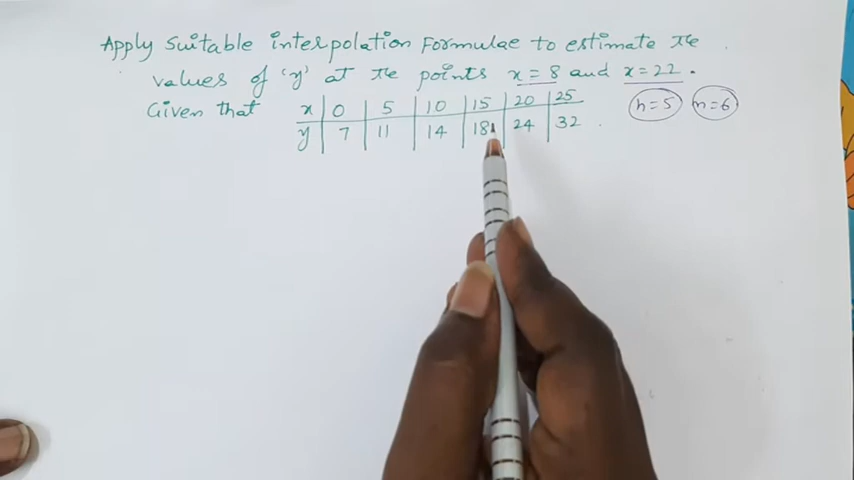 Apply suitable interpolation Formulae to estimate the
values of 'y' at the points x = 8 and x = 22.
Given that x 0 5 10 15 20 25 h=5 n=6
y 7 11 14 18 24 32